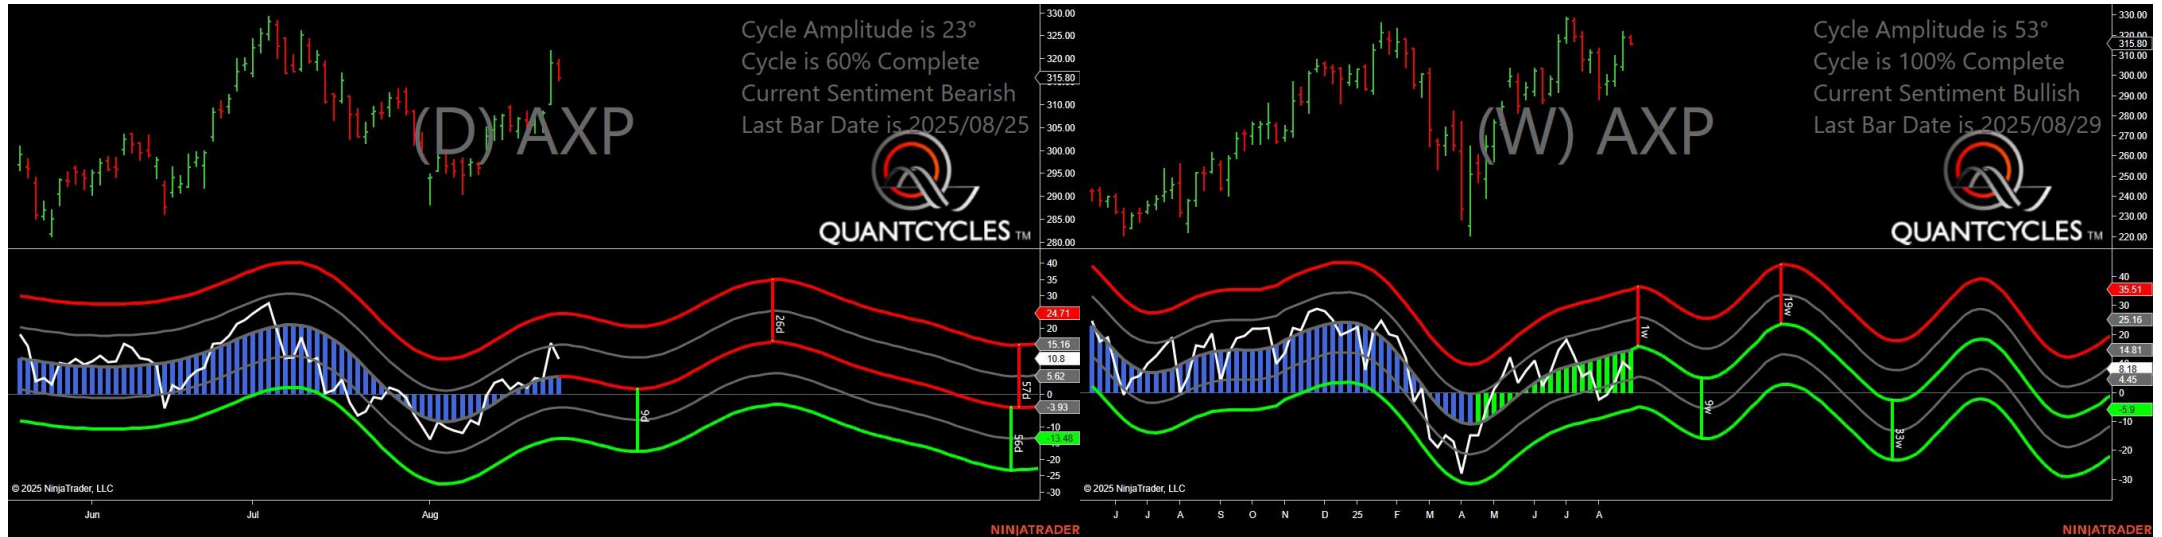 Cycle Amplitude is 23°
Cycle is 60% Complete
Current Sentiment Bearish
Last Bar Date is 2025/08/25
(D) AXP
QUANTCYCLES TM
330.00
325.00
320.00
315.80
310.00
305.00
300.00
295.00
290.00
285.00
280.00
40
35
30
24.71
20
15.16
10.8
5.62
0
-3.93
-10
-13.48
-20
-25
-30
9d
26d
57d
56d
© 2025 NinjaTrader, LLC
Jun Jul Aug
NINJATRADER
Cycle Amplitude is 53°
Cycle is 100% Complete
Current Sentiment Bullish
Last Bar Date is 2025/08/29
(W) AXP
QUANTCYCLES TM
330.00
320.00
315.80
300.00
290.00
280.00
270.00
260.00
250.00
240.00
230.00
220.00
40
35.51
30
25.16
20
14.81
8.18
4.45
0
-5.9
-10
-20
-30
1w
9w
19w
33w
© 2025 NinjaTrader, LLC
J J A S O N D 25 F M A M J J A
NINJATRADER